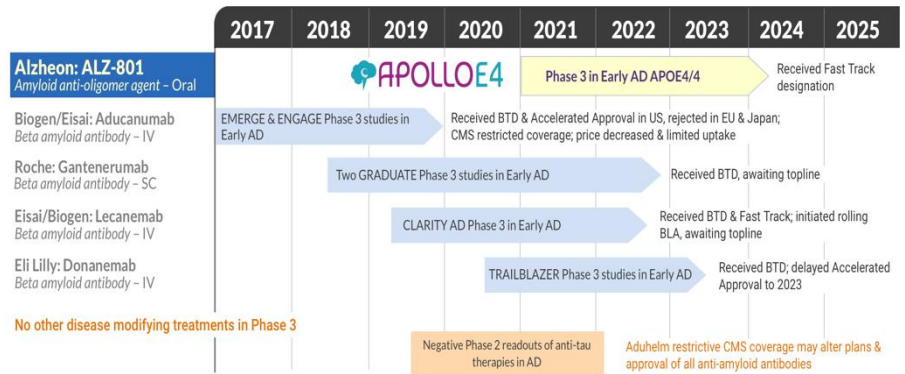 2017 2018 2019 2020 2021 2022 2023 2024 2025
Alzheon: ALZ-801
Amyloid anti-oligomer agent – Oral
APOLLOE4
Phase 3 in Early AD APOE4/4
Received Fast Track
designation
Biogen/Eisai: Aducanumab
Beta amyloid antibody – IV
EMERGE & ENGAGE Phase 3 studies in
Early AD
Received BTD & Accelerated Approval in US, rejected in EU & Japan;
CMS restricted coverage; price decreased & limited uptake
Roche: Gantenerumab
Beta amyloid antibody – SC
Two GRADUATE Phase 3 studies in Early AD
Received BTD, awaiting topline
Eisai/Biogen: Lecanemab
Beta amyloid antibody – IV
CLARITY AD Phase 3 in Early AD
Received BTD & Fast Track; initiated rolling
BLA, awaiting topline
Eli Lilly: Donanemab
Beta amyloid antibody – IV
TRAILBLAZER Phase 3 studies in Early AD
Received BTD; delayed Accelerated
Approval to 2023
No other disease modifying treatments in Phase 3
Negative Phase 2 readouts of anti-tau
therapies in AD
Aduhelm restrictive CMS coverage may alter plans &
approval of all anti-amyloid antibodies